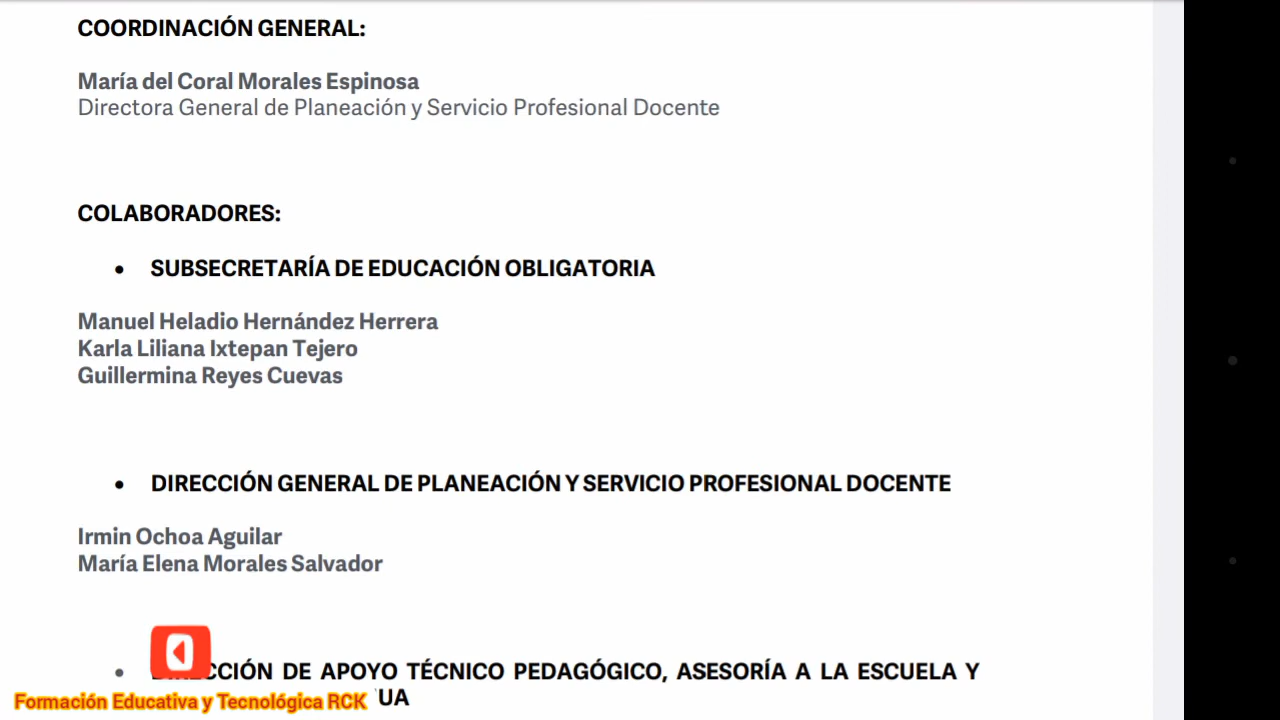 COORDINACIÓN GENERAL:
María del Coral Morales Espinosa
Directora General de Planeación y Servicio Profesional Docente
COLABORADORES:
• SUBSECRETARÍA DE EDUCACIÓN OBLIGATORIA
Manuel Heladio Hernández Herrera
Karla Liliana Ixtepan Tejero
Guillermina Reyes Cuevas
• DIRECCIÓN GENERAL DE PLANEACIÓN Y SERVICIO PROFESIONAL DOCENTE
Irmin Ochoa Aguilar
María Elena Morales Salvador
• CCIÓN DE APOYO TÉCNICO PEDAGÓGICO, ASESORÍA A LA ESCUELA Y
UA
Formación Educativa y Tecnológica RCK